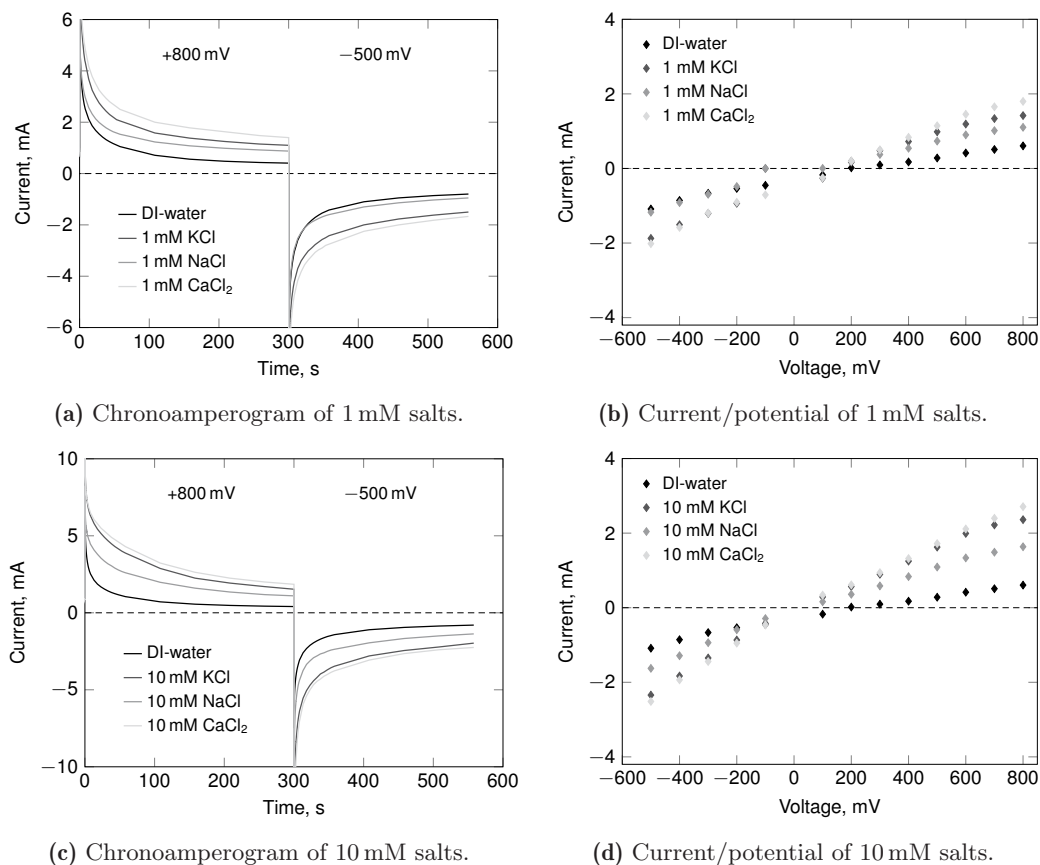 6
4
2
0
−2
−4
−6
Current, mA
+800 mV
−500 mV
DI-water
1 mM KCl
1 mM NaCl
1 mM CaCl₂
0 100 200 300 400 500 600
Time, s
(a) Chronoamperogram of 1 mM salts.
4
2
0
−2
−4
Current, mA
DI-water
1 mM KCl
1 mM NaCl
1 mM CaCl₂
−600 −400 −200 0 200 400 600 800
Voltage, mV
(b) Current/potential of 1 mM salts.
10
5
0
−5
−10
Current, mA
+800 mV
−500 mV
DI-water
10 mM KCl
10 mM NaCl
10 mM CaCl₂
0 100 200 300 400 500 600
Time, s
(c) Chronoamperogram of 10 mM salts.
4
2
0
−2
−4
Current, mA
DI-water
10 mM KCl
10 mM NaCl
10 mM CaCl₂
−600 −400 −200 0 200 400 600 800
Voltage, mV
(d) Current/potential of 10 mM salts.